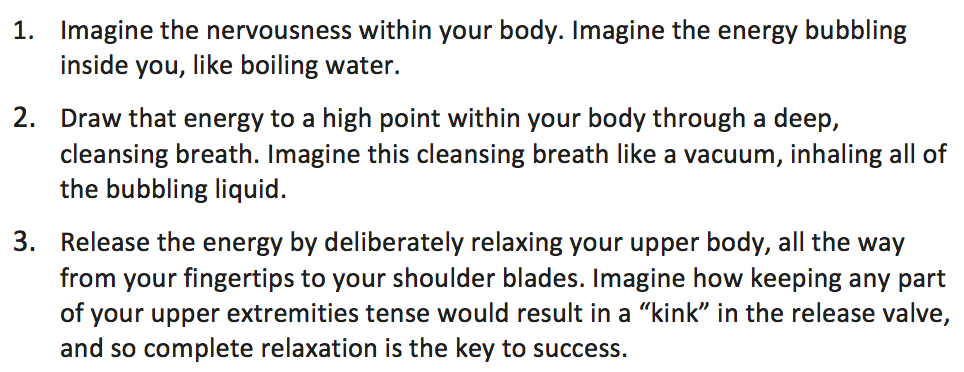 1. Imagine the nervousness within your body. Imagine the energy bubbling
inside you, like boiling water.
2. Draw that energy to a high point within your body through a deep,
cleansing breath. Imagine this cleansing breath like a vacuum, inhaling all of
the bubbling liquid.
3. Release the energy by deliberately relaxing your upper body, all the way
from your fingertips to your shoulder blades. Imagine how keeping any part
of your upper extremities tense would result in a “kink” in the release valve,
and so complete relaxation is the key to success.